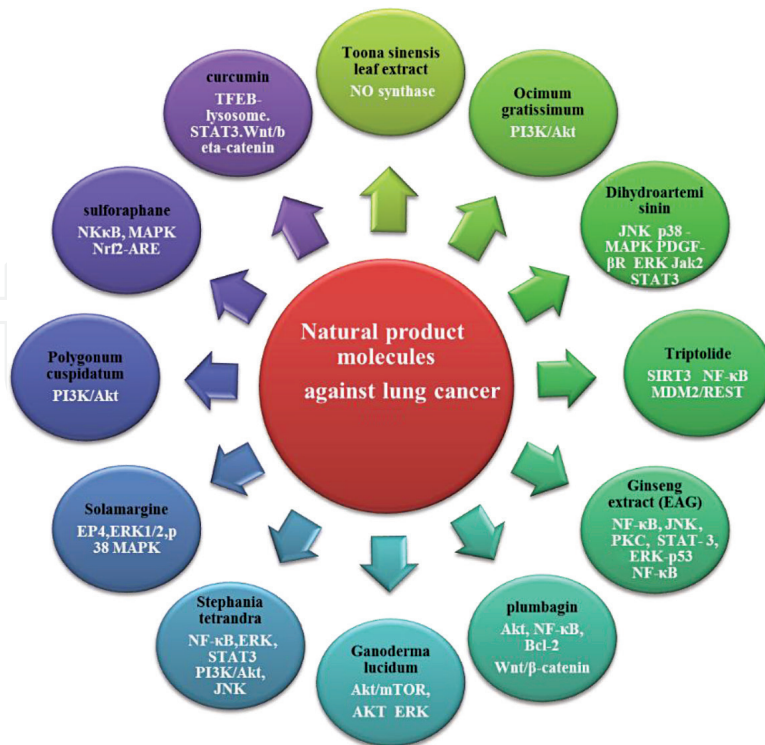 Toona sinensis
leaf extract
NO synthase
Ocimum
gratissimum
PI3K/Akt
Dihydroartemi
sinin
JNK p38 -
MAPK PDGF-
βR ERK Jak2
STAT3
Triptolide
SIRT3 NF-κB
MDM2/REST
Ginseng
extract (EAG)
NF-κB, JNK,
PKC, STAT- 3,
ERK-p53
NF-κB
plumbagin
Akt, NF-κB,
Bcl-2
Wnt/β-catenin
Ganoderma
lucidum
Akt/mTOR,
AKT ERK
Stephania
tetrandra
NF-κB,ERK,
STAT3
PI3K/Akt,
JNK
Solamargine
EP4,ERK1/2,p
38 MAPK
Polygonum
cuspidatum
PI3K/Akt
sulforaphane
NKκB, MAPK
Nrf2-ARE
curcumin
TFEB-
lysosome.
STAT3.Wnt/b
eta-catenin
Natural product
molecules
against lung cancer